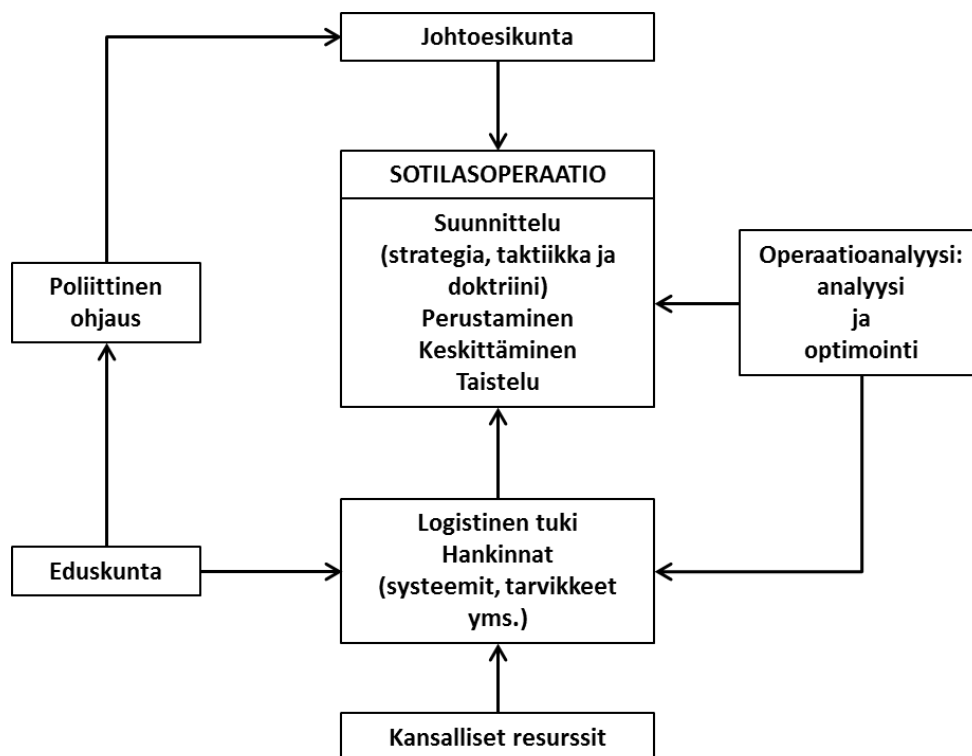 Johtoesikunta
SOTILASOPERAATIO
Suunnittelu
(strategia, taktiikka ja
doktriini)
Perustaminen
Keskittäminen
Taistelu
Operaatioanalyysi:
analyysi
ja
optimointi
Poliittinen
ohjaus
Logistinen tuki
Hankinnat
(systeemit, tarvikkeet
yms.)
Eduskunta
Kansalliset resurssit